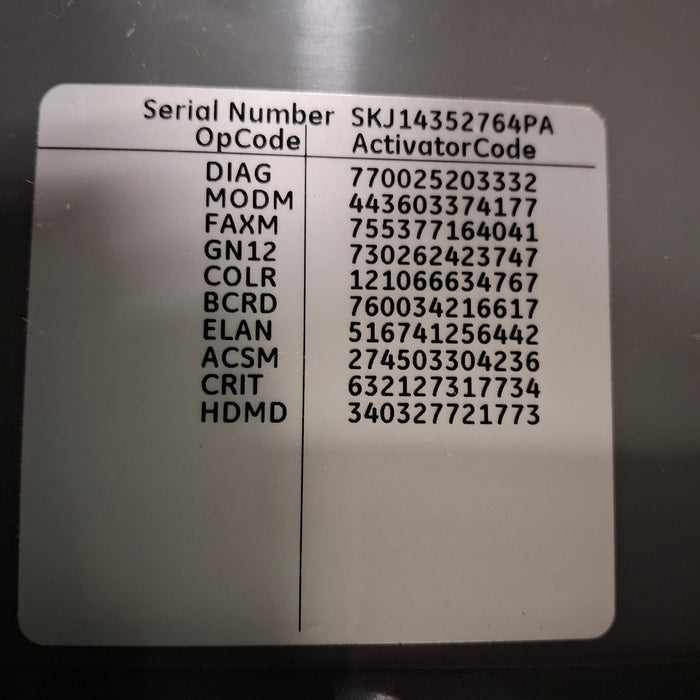 Serial Number SKJ14352764PA
OpCode ActivatorCode
DIAG 770025203332
MODM 443603374177
FAXM 755377164041
GN12 730262423747
COLR 121066634767
BCRD 760034216617
ELAN 516741256442
ACSM 274503304236
CRIT 632127317734
HDMD 340327721773